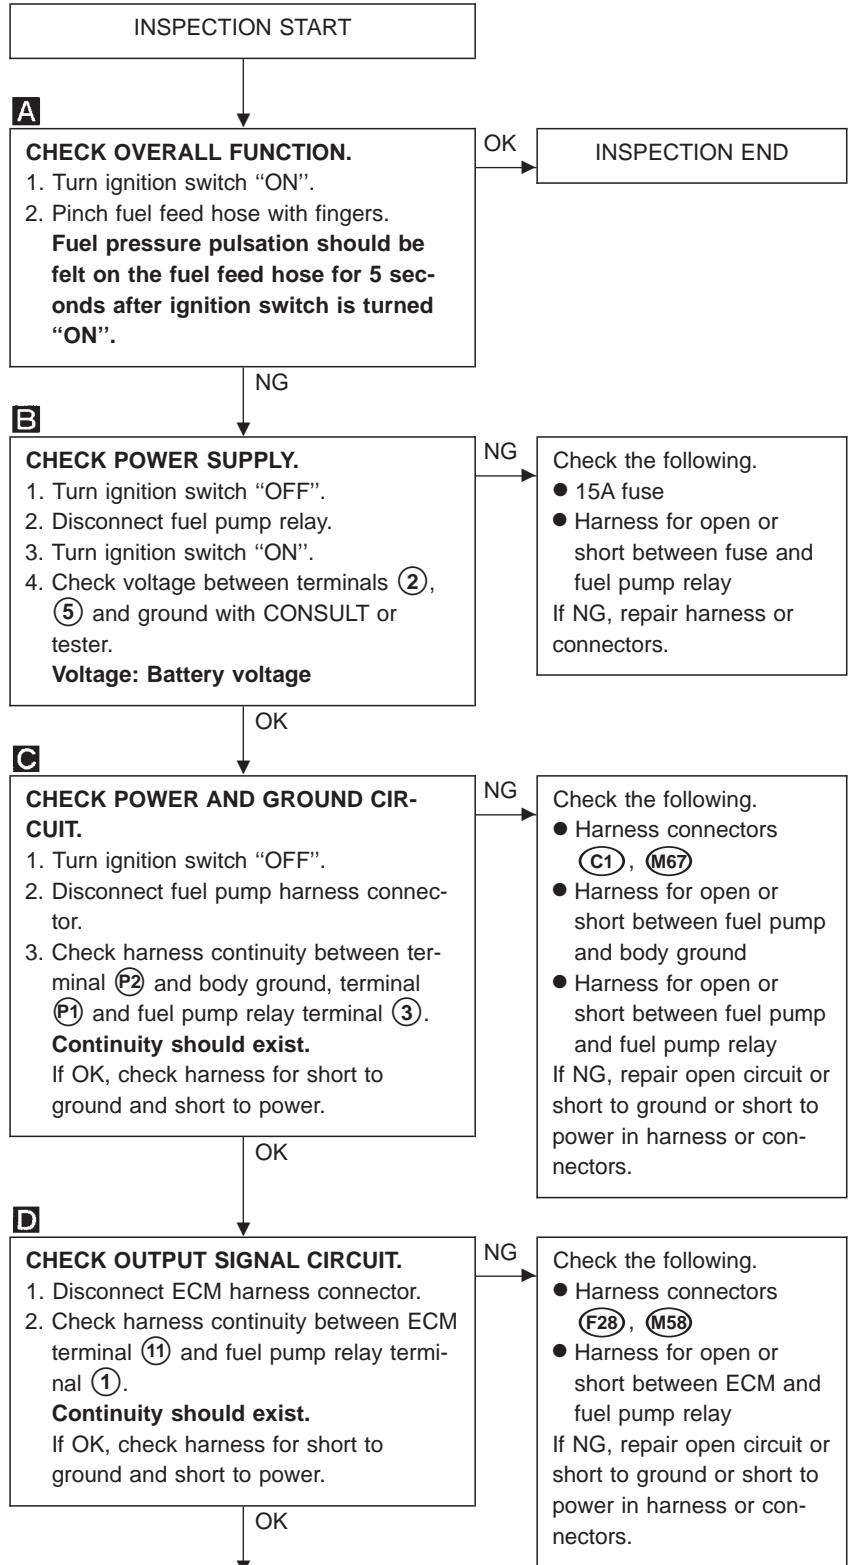 INSPECTION START
A
CHECK OVERALL FUNCTION.
1. Turn ignition switch ‘‘ON’’.
2. Pinch fuel feed hose with fingers.
Fuel pressure pulsation should be
felt on the fuel feed hose for 5 sec-
onds after ignition switch is turned
‘‘ON’’.
OK
INSPECTION END
NG
B
CHECK POWER SUPPLY.
1. Turn ignition switch ‘‘OFF’’.
2. Disconnect fuel pump relay.
3. Turn ignition switch ‘‘ON’’.
4. Check voltage between terminals ②,
⑤ and ground with CONSULT or
tester.
Voltage: Battery voltage
NG
Check the following.
● 15A fuse
● Harness for open or
short between fuse and
fuel pump relay
If NG, repair harness or
connectors.
OK
C
CHECK POWER AND GROUND CIR-
CUIT.
1. Turn ignition switch ‘‘OFF’’.
2. Disconnect fuel pump harness connec-
tor.
3. Check harness continuity between ter-
minal P2 and body ground, terminal
P1 and fuel pump relay terminal ③.
Continuity should exist.
If OK, check harness for short to
ground and short to power.
NG
Check the following.
● Harness connectors
C1, M67
● Harness for open or
short between fuel pump
and body ground
● Harness for open or
short between fuel pump
and fuel pump relay
If NG, repair open circuit or
short to ground or short to
power in harness or con-
nectors.
OK
D
CHECK OUTPUT SIGNAL CIRCUIT.
1. Disconnect ECM harness connector.
2. Check harness continuity between ECM
terminal ⑪ and fuel pump relay termi-
nal ①.
Continuity should exist.
If OK, check harness for short to
ground and short to power.
NG
Check the following.
● Harness connectors
F28, M58
● Harness for open or
short between ECM and
fuel pump relay
If NG, repair open circuit or
short to ground or short to
power in harness or con-
nectors.
OK